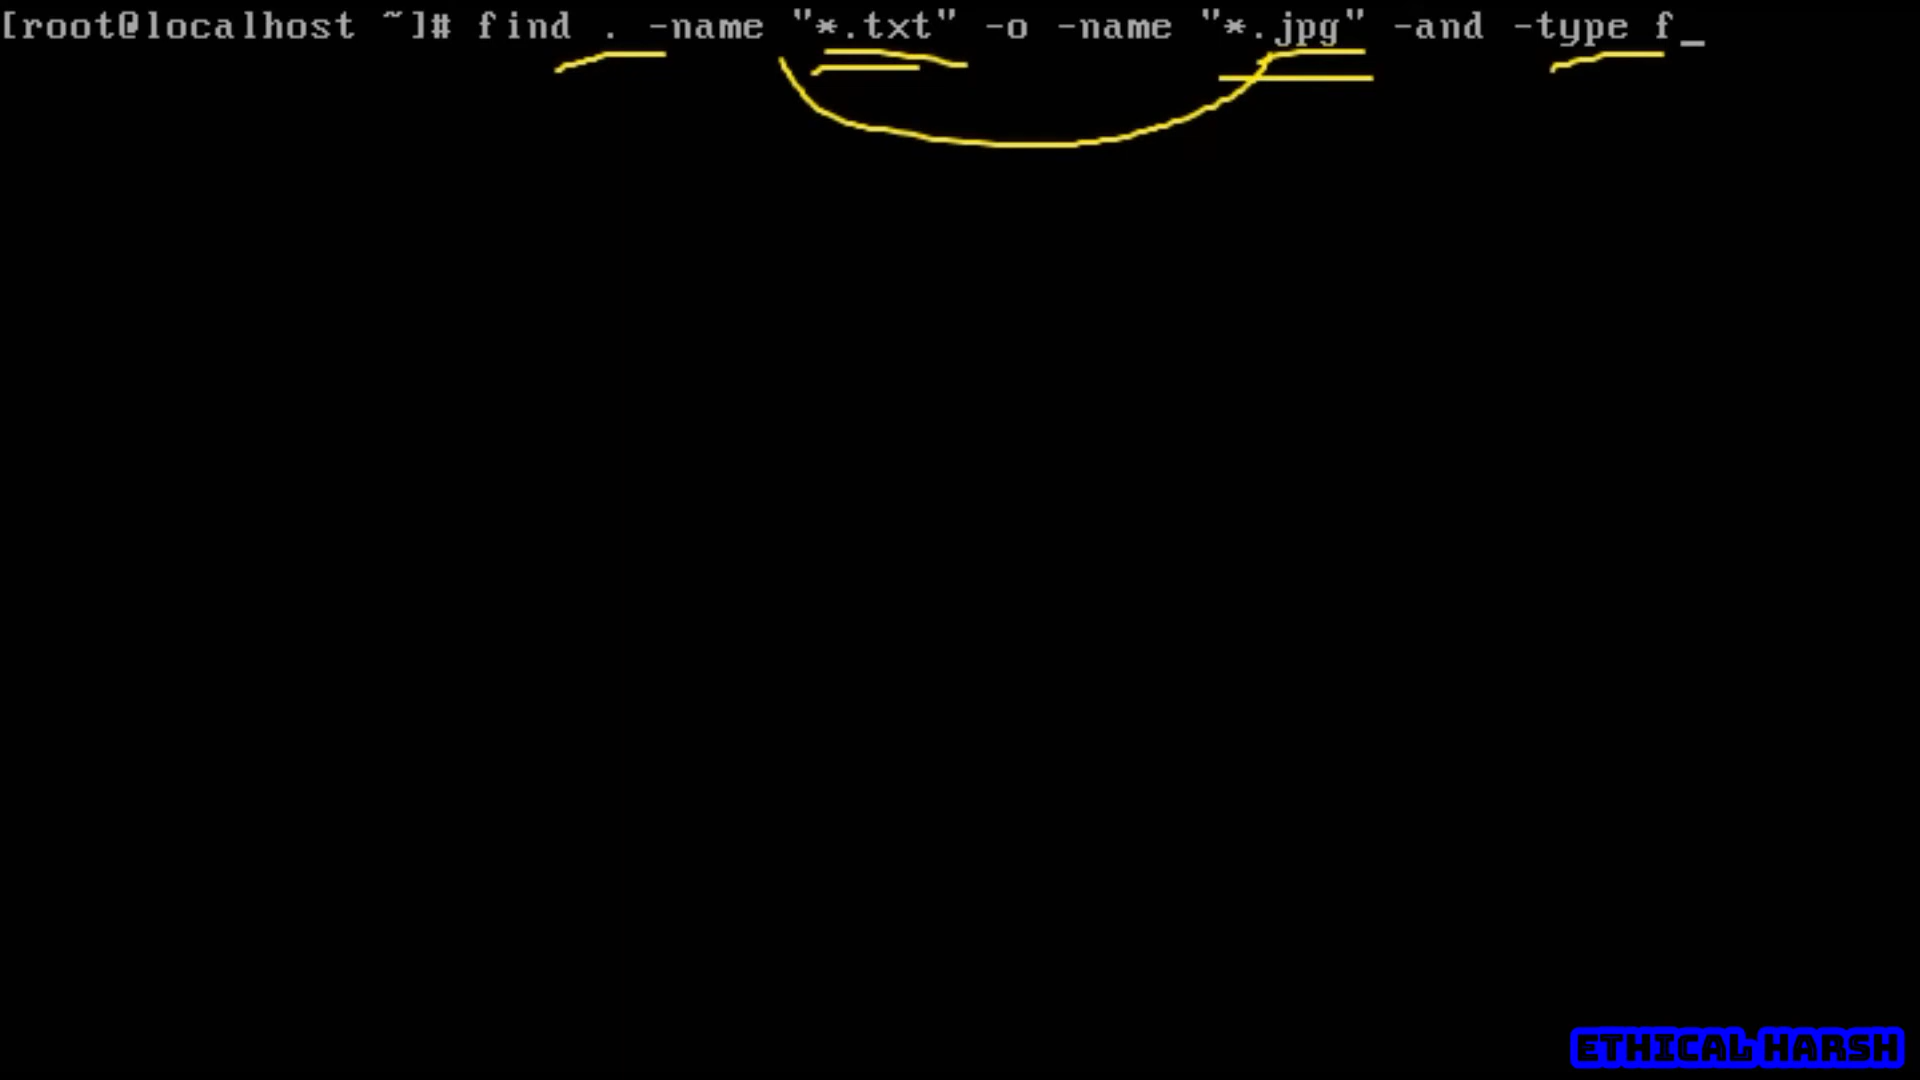 [root@localhost ~]# find . -name "*.txt" -o -name "*.jpg" -and -type f_
ETHICAL HARSH